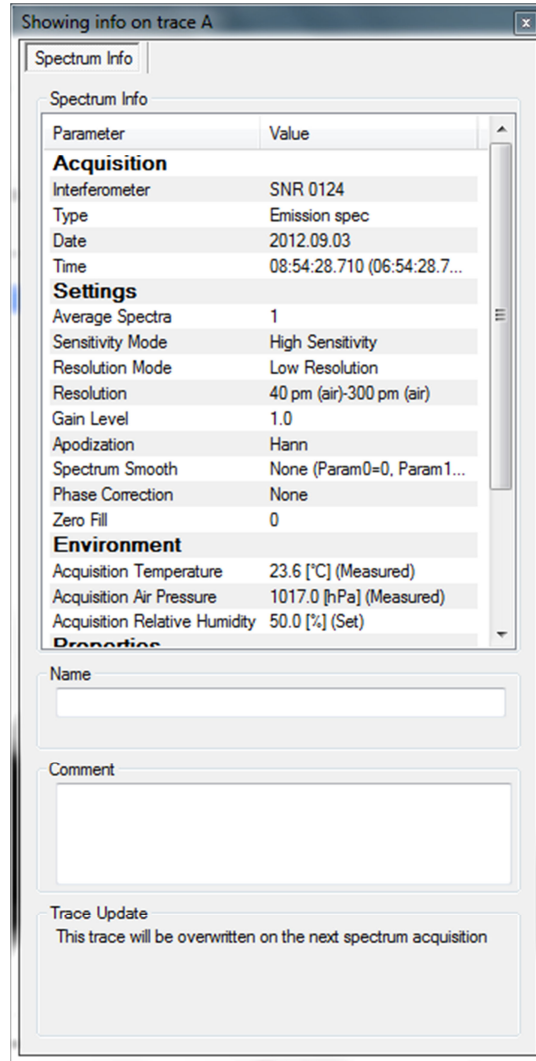 Showing info on trace A
x
Spectrum Info
Spectrum Info
Parameter Value
Acquisition
Interferometer SNR 0124
Type Emission spec
Date 2012.09.03
Time 08:54:28.710 (06:54:28.7...
Settings
Average Spectra 1
Sensitivity Mode High Sensitivity
Resolution Mode Low Resolution
Resolution 40 pm (air)-300 pm (air)
Gain Level 1.0
Apodization Hann
Spectrum Smooth None (Param0=0, Param1...
Phase Correction None
Zero Fill 0
Environment
Acquisition Temperature 23.6 [°C] (Measured)
Acquisition Air Pressure 1017.0 [hPa] (Measured)
Acquisition Relative Humidity 50.0 [%] (Set)
Properties
Name
Comment
Trace Update
This trace will be overwritten on the next spectrum acquisition